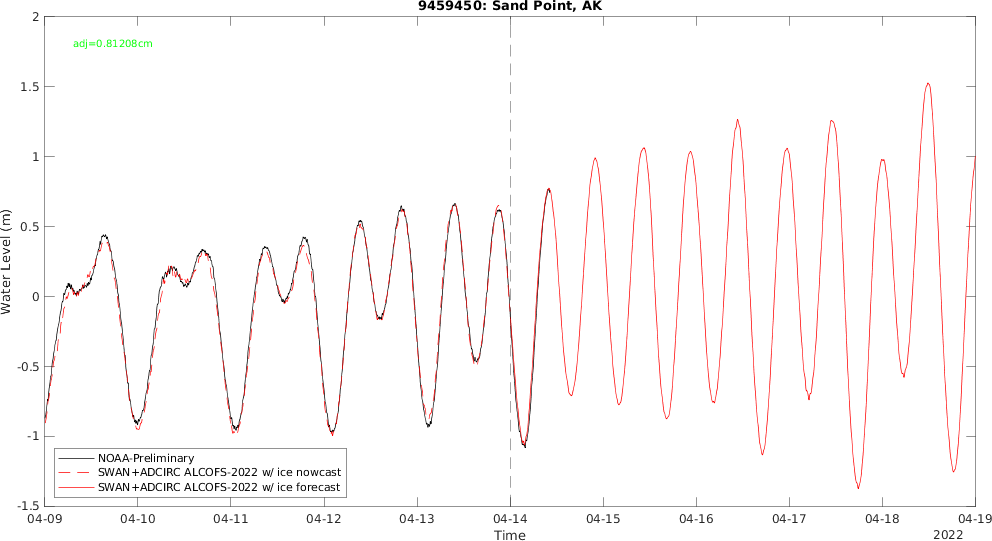 9459450: Sand Point, AK
adj=0.81208cm
Water Level (m)
2
1.5
1
0.5
0
-0.5
-1
-1.5
NOAA-Preliminary
SWAN+ADCIRC ALCOFS-2022 w/ ice nowcast
SWAN+ADCIRC ALCOFS-2022 w/ ice forecast
04-09 04-10 04-11 04-12 04-13 04-14 04-15 04-16 04-17 04-18 04-19
Time
2022